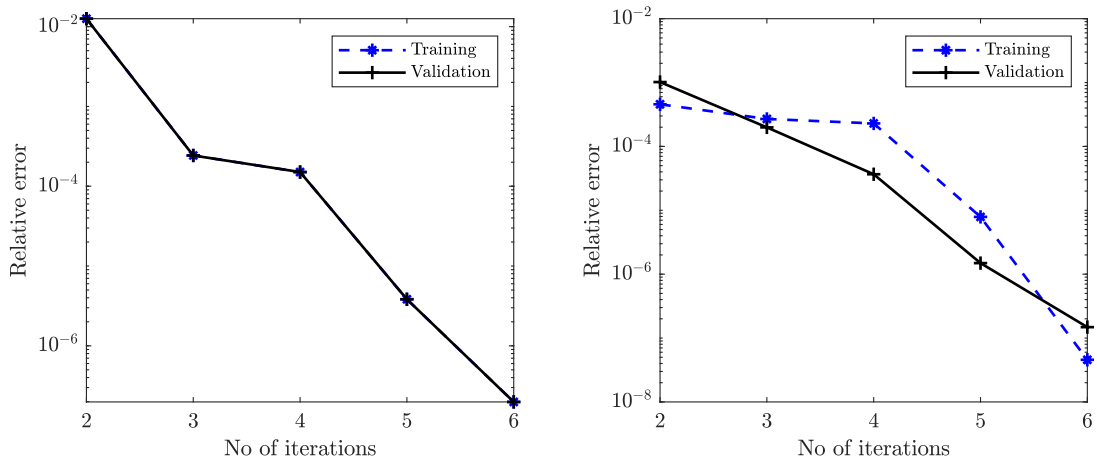 10−2
10−4
10−6
Relative error
2 3 4 5 6
No of iterations
Training
Validation
10−2
10−4
10−6
10−8
Relative error
2 3 4 5 6
No of iterations
Training
Validation